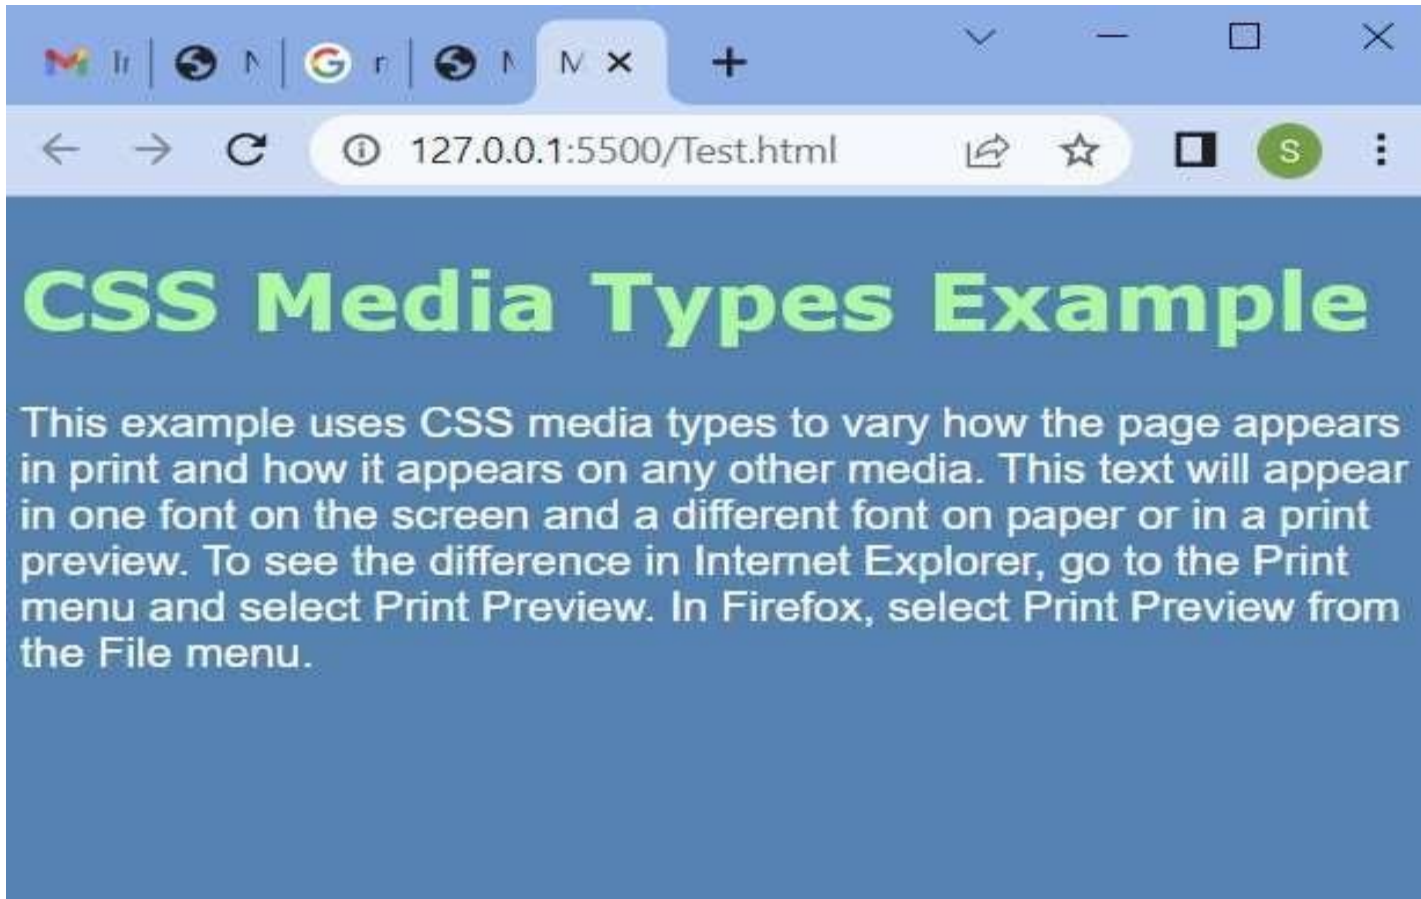 127.0.0.1:5500/Test.html
S
CSS Media Types Example
This example uses CSS media types to vary how the page appears
in print and how it appears on any other media. This text will appear
in one font on the screen and a different font on paper or in a print
preview. To see the difference in Internet Explorer, go to the Print
menu and select Print Preview. In Firefox, select Print Preview from
the File menu.